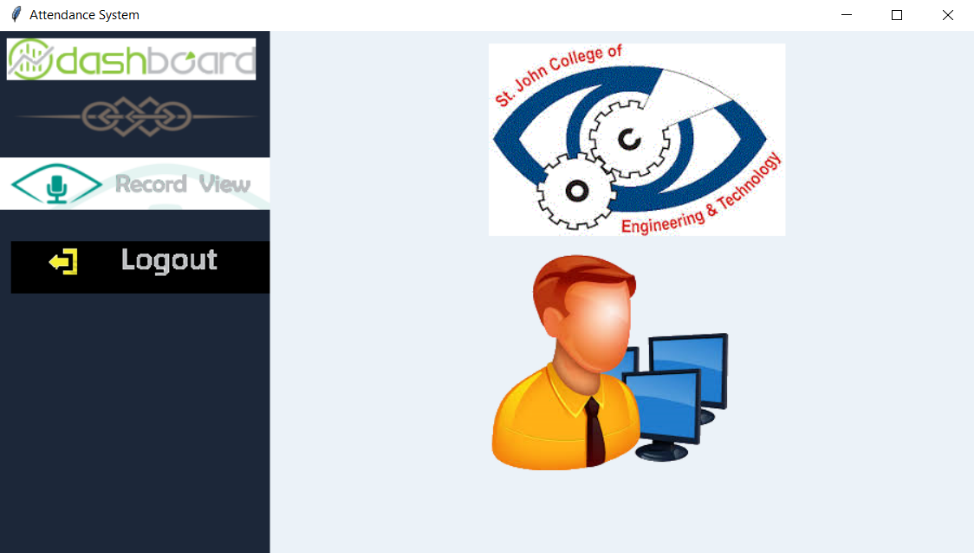 Attendance System
dashboard
Record View
Logout
St. John College of
Engineering & Technology